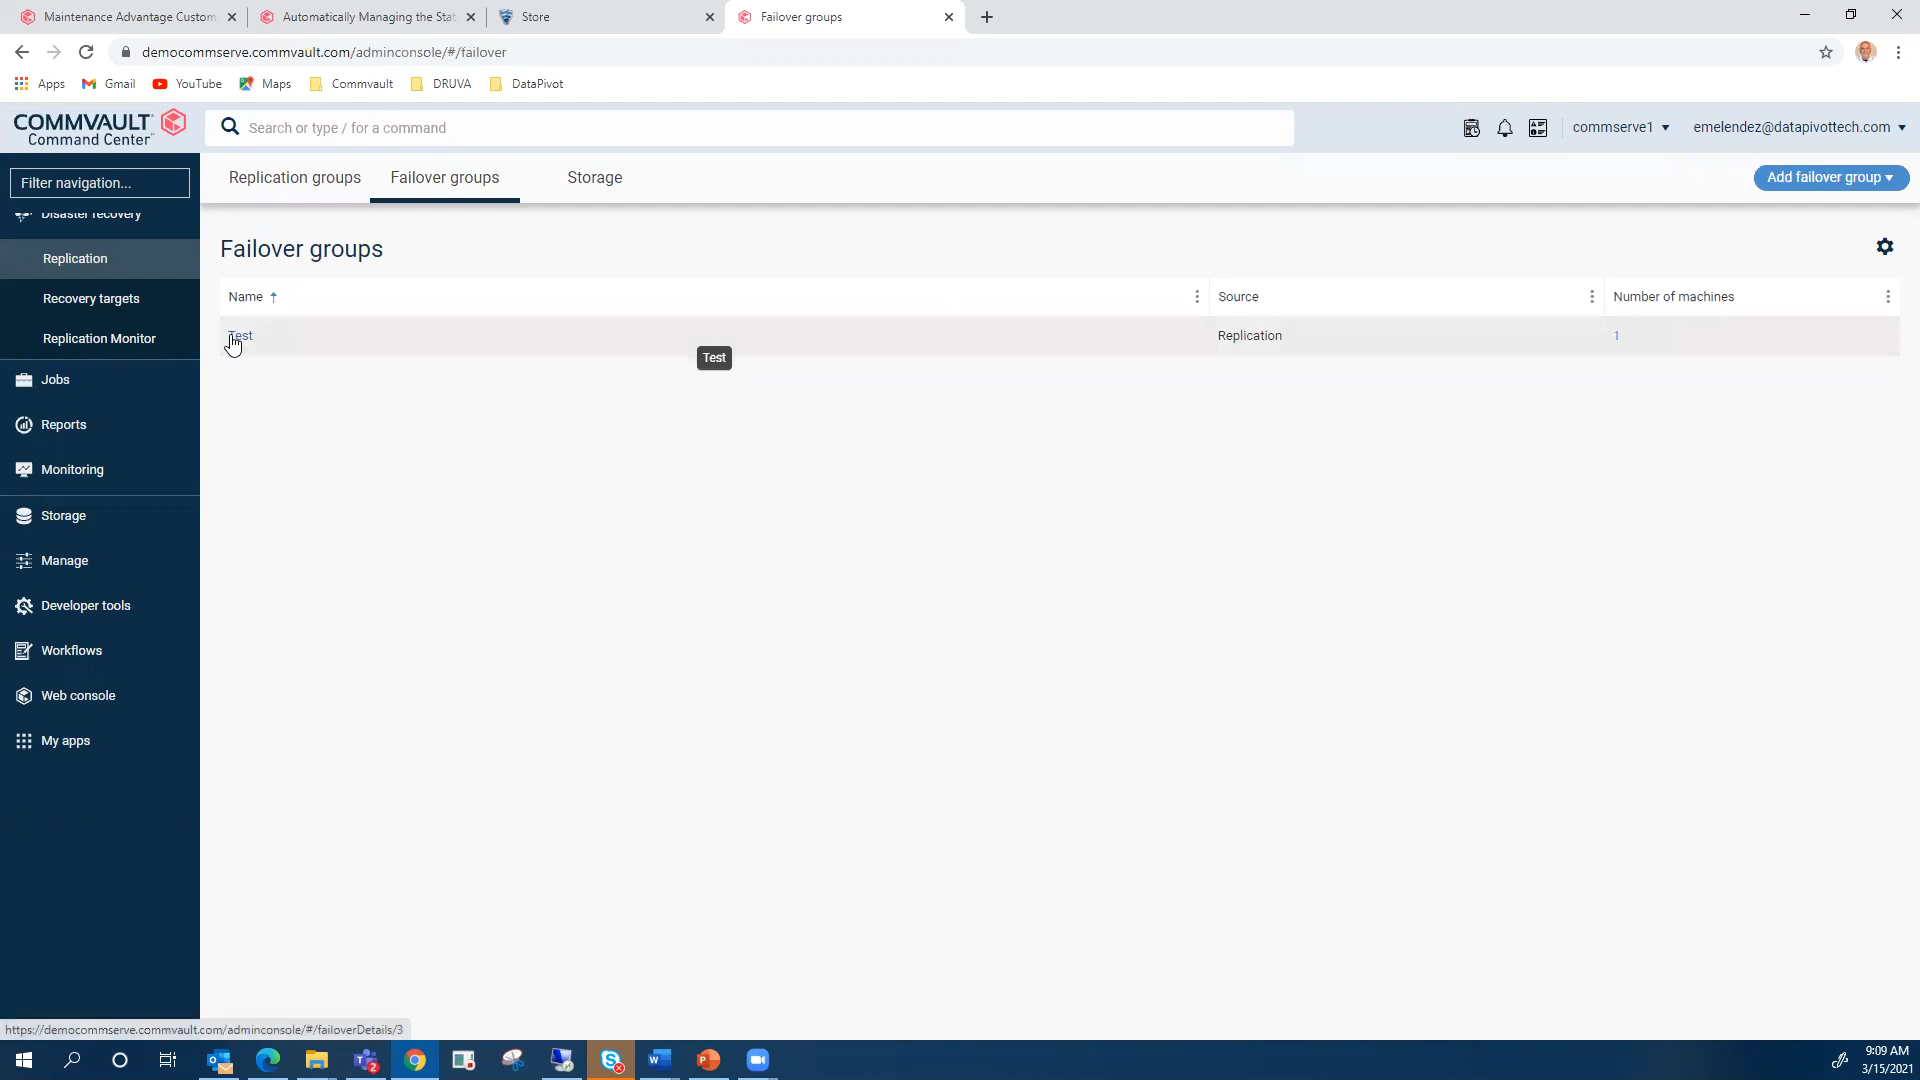 Maintenance Advantage Custom
Automatically Managing the Stat
Store
Failover groups
democommserve.commvault.com/adminconsole/#/failover
Apps
Gmail
YouTube
Maps
Commvault
DRUVA
DataPivot
COMMVAULT
Command Center™
Search or type / for a command
commserve1
emelendez@datapivottech.com
Filter navigation...
Disaster recovery
Replication
Recovery targets
Replication Monitor
Jobs
Reports
Monitoring
Storage
Manage
Developer tools
Workflows
Web console
My apps
Replication groups
Failover groups
Storage
Add failover group
Failover groups
Name
Source
Number of machines
Test
Replication
1
Test
https://democommserve.commvault.com/adminconsole/#/failoverDetails/3
2
9:09 AM
3/15/2021